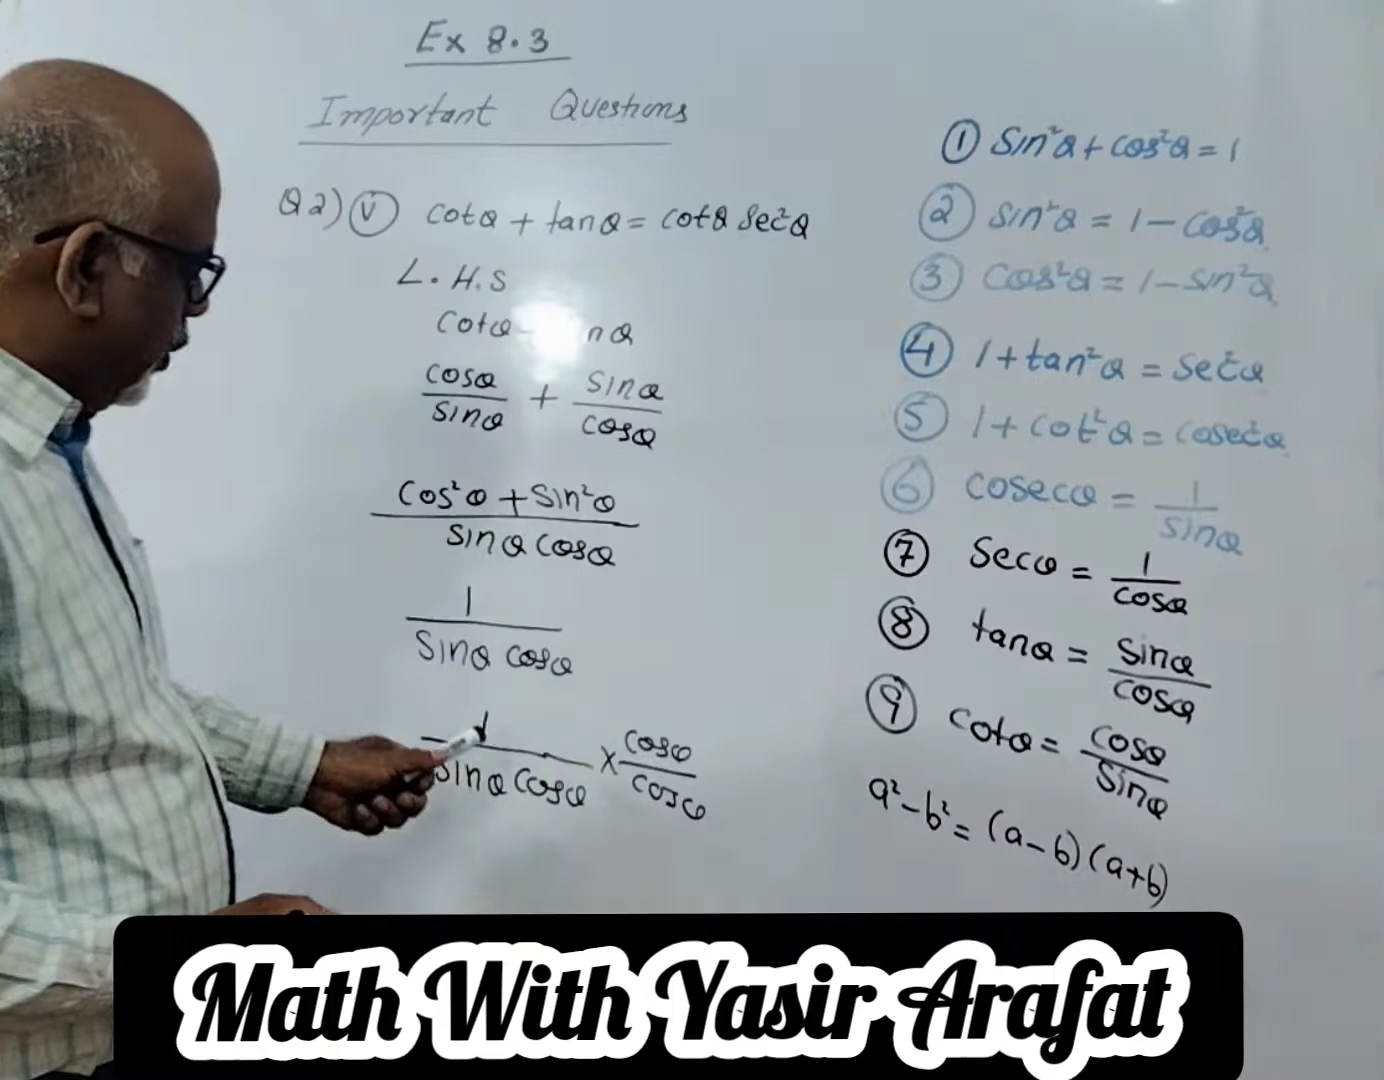 Ex 8.3
Important Questions
Q2) (v) cotθ + tanθ = cotθ sec²θ
L.H.S
cotθ
cosθ/sinθ + sinθ/cosθ
cos²θ + sin²θ / sinθ cosθ
1 / sinθ cosθ
1 / sinθ cosθ × cosθ/cosθ
① sin²θ + cos²θ = 1
② sin²θ = 1 - cos²θ
③ cos²θ = 1 - sin²θ
④ 1 + tan²θ = sec²θ
⑤ 1 + cot²θ = cosec²θ
⑥ cosecθ = 1/sinθ
⑦ secθ = 1/cosθ
⑧ tanθ = sinθ/cosθ
⑨ cotθ = cosθ/sinθ
a² - b² = (a - b)(a + b)
Math With Yasir Arafat